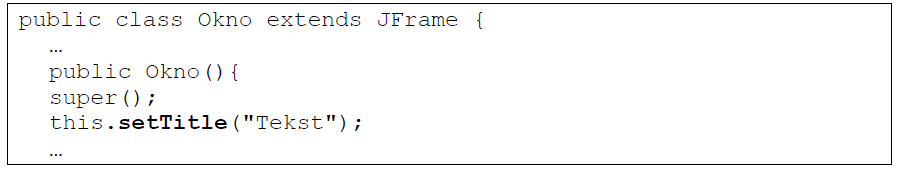 public class Okno extends JFrame {
…
public Okno(){
super();
this.setTitle("Tekst");
…